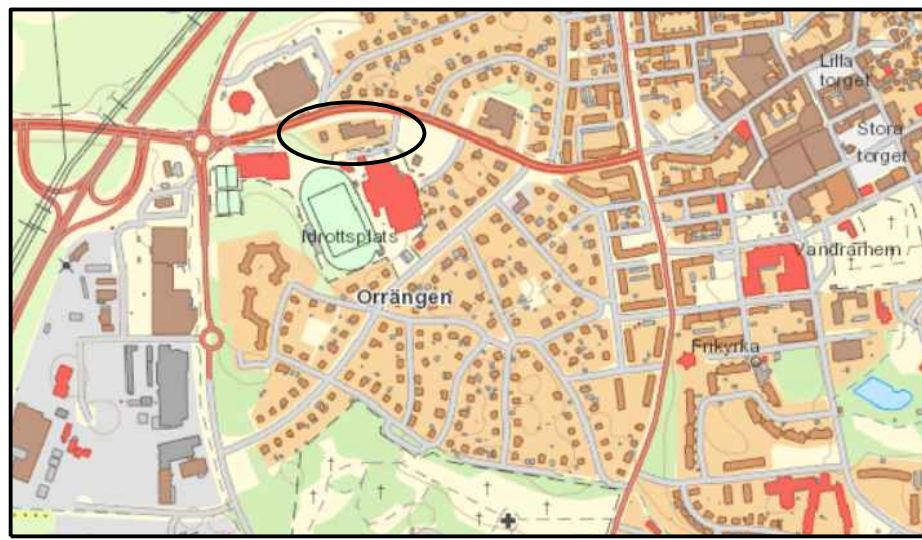 Lilla
torget
Stora
torget
Idrottsplats
Vandrarhem
Orrängen
Frikyrka